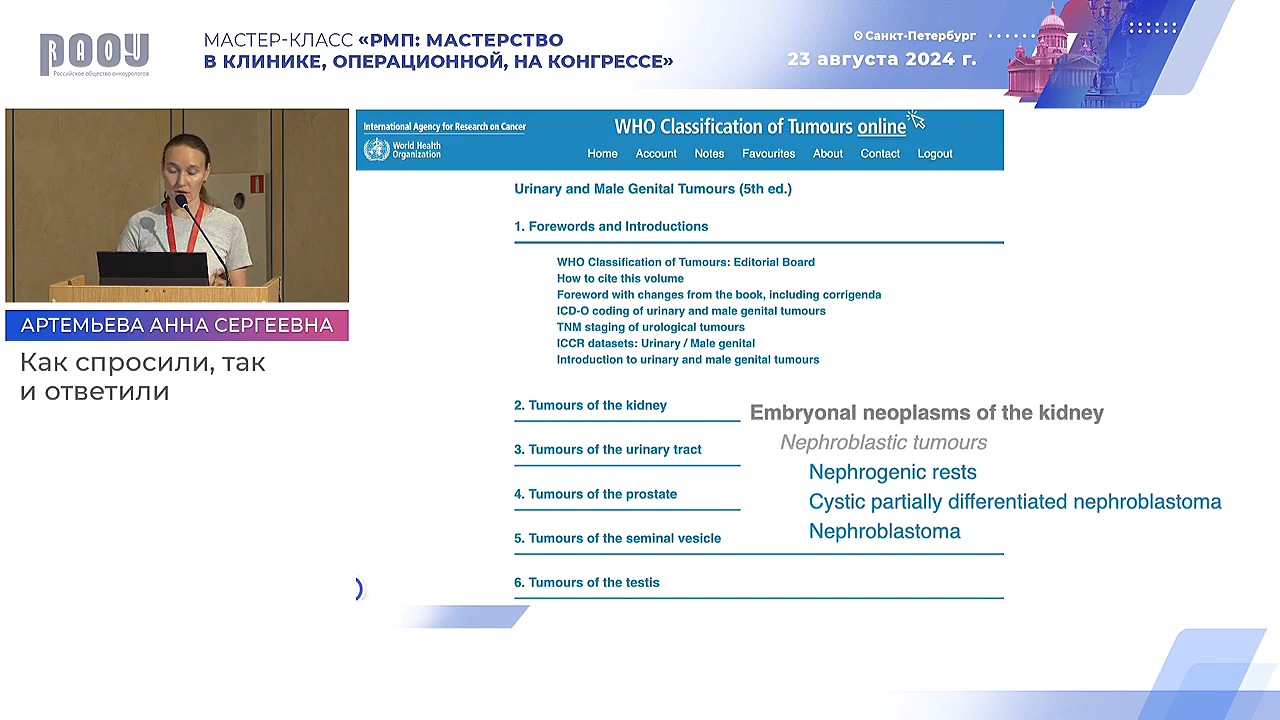 РАОУ
Российское общество онкоурологов
МАСТЕР-КЛАСС «РМП: МАСТЕРСТВО
В КЛИНИКЕ, ОПЕРАЦИОННОЙ, НА КОНГРЕССЕ»
Санкт-Петербург
23 августа 2024 г.
АРТЕМЬЕВА АННА СЕРГЕЕВНА
Как спросили, так
и ответили
International Agency for Research on Cancer
World Health
Organization
WHO Classification of Tumours online
Home Account Notes Favourites About Contact Logout
Urinary and Male Genital Tumours (5th ed.)
1. Forewords and Introductions
WHO Classification of Tumours: Editorial Board
How to cite this volume
Foreword with changes from the book, including corrigenda
ICD-O coding of urinary and male genital tumours
TNM staging of urological tumours
ICCR datasets: Urinary / Male genital
Introduction to urinary and male genital tumours
2. Tumours of the kidney
3. Tumours of the urinary tract
4. Tumours of the prostate
5. Tumours of the seminal vesicle
6. Tumours of the testis
Embryonal neoplasms of the kidney
Nephroblastic tumours
Nephrogenic rests
Cystic partially differentiated nephroblastoma
Nephroblastoma